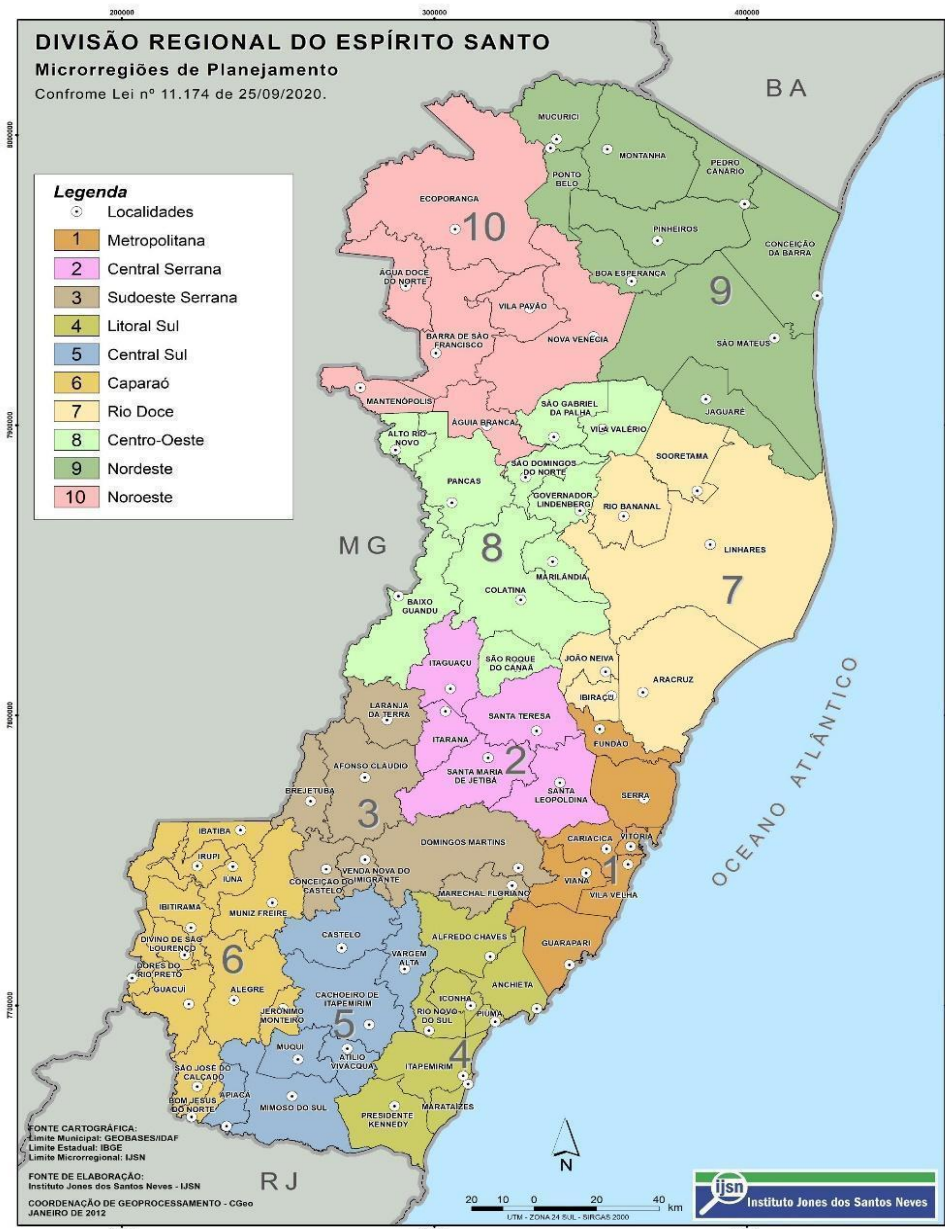 200000
300000
400000
DIVISÃO REGIONAL DO ESPÍRITO SANTO
Microrregiões de Planejamento
Confrome Lei nº 11.174 de 25/09/2020.
BA
8000000
7900000
7800000
7700000
Legenda
Localidades
1 Metropolitana
2 Central Serrana
3 Sudoeste Serrana
4 Litoral Sul
5 Central Sul
6 Caparaó
7 Rio Doce
8 Centro-Oeste
9 Nordeste
10 Noroeste
MUCURICI
MONTANHA
PEDRO
CANÁRIO
PONTO
BELO
ECOPORANGA
10
PINHEIROS
CONCEIÇÃO
DA BARRA
ÁGUA DOCE
DO NORTE
BOA ESPERANÇA
9
VILA PAVÃO
BARRA DE SÃO
FRANCISCO
NOVA VENÉCIA
SÃO MATEUS
MANTENÓPOLIS
ÁGUIA BRANCA
SÃO GABRIEL
DA PALHA
JAGUARÉ
ALTO RIO
NOVO
VILA VALÉRIO
SOORETAMA
SÃO DOMINGOS
DO NORTE
PANCAS
GOVERNADOR
LINDENBERG
RIO BANANAL
MG
8
LINHARES
MARILÂNDIA
7
COLATINA
BAIXO
GUANDU
ITAGUAÇU
SÃO ROQUE
DO CANAÃ
JOÃO NEIVA
ARACRUZ
IBIRAÇU
LARANJA
DA TERRA
SANTA TERESA
ITARANA
FUNDÃO
2
AFONSO CLAUDIO
SANTA MARIA
DE JETIBÁ
BREJETUBA
SANTA
LEOPOLDINA
SERRA
3
OCEANO ATLÂNTICO
IBATIBA
DOMINGOS MARTINS
CARIACICA
VITÓRIA
IRUPI
IUNA
CONCEIÇÃO DO
CASTELO
VENDA NOVA DO
IMIGRANTE
1
VIANA
MARECHAL FLORIANO
VILA VELHA
IBITIRAMA
MUNIZ FREIRE
CASTELO
ALFREDO CHAVES
GUARAPARI
DIVINO DE SÃO
LOURENÇO
6
VARGEM
ALTA
DORES DO
RIO PRETO
GUAÇUÍ
ALEGRE
ANCHIETA
CACHOEIRO DE
ITAPEMIRIM
ICONHA
JERÔNIMO
MONTEIRO
5
RIO NOVO
DO SUL
PIÚMA
MUQUI
ATÍLIO
VIVACQUA
4
ITAPEMIRIM
SÃO JOSÉ DO
CALÇADO
APIACÁ
BOM JESUS
DO NORTE
MIMOSO DO SUL
MARATAÍZES
PRESIDENTE
KENNEDY
FONTE CARTOGRÁFICA:
Limite Municipal: GEOBASES/IDAF
Limite Estadual: IBGE
Limite Microrregional: IJSN
FONTE DE ELABORAÇÃO:
Instituto Jones dos Santos Neves - IJSN
COORDENAÇÃO DE GEOPROCESSAMENTO - CGeo
JANEIRO DE 2012
RJ
N
20 10 0 20 40 km
UTM - ZONA 24 SUL - SIRGAS 2000
ijsn
Instituto Jones dos Santos Neves